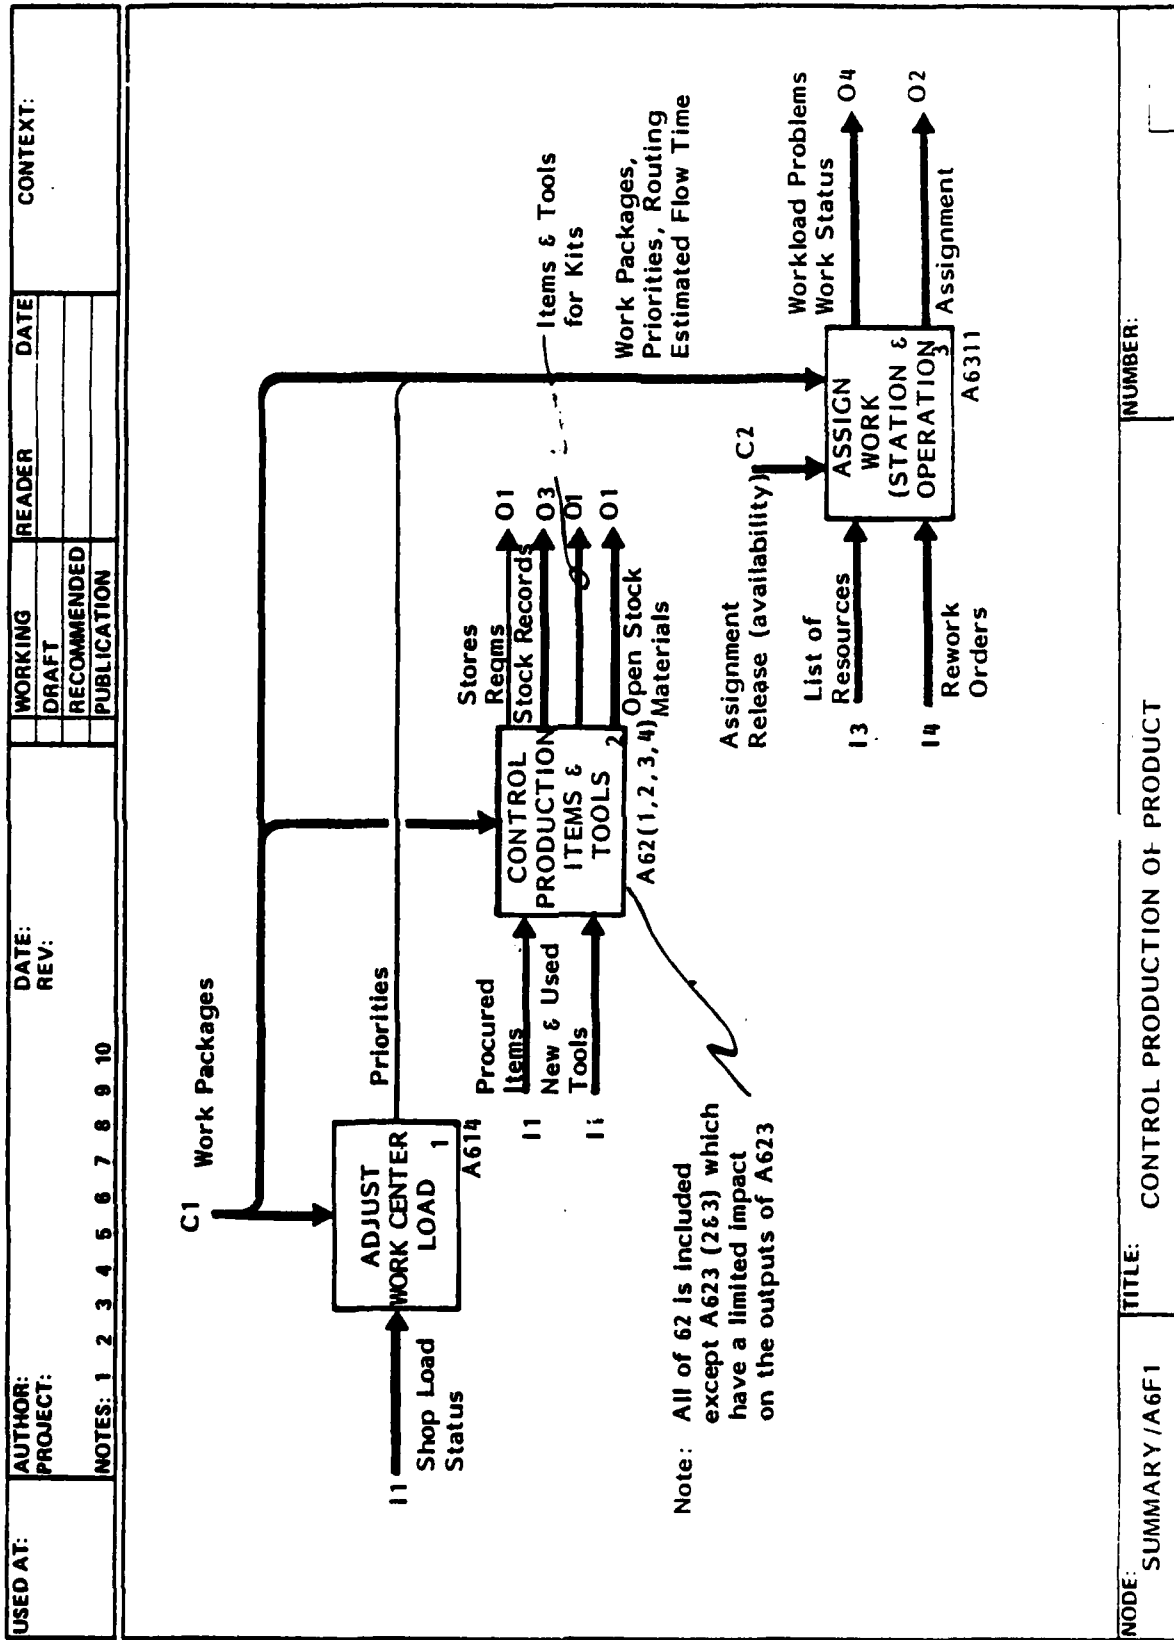 USED AT:
AUTHOR:
PROJECT:
NOTES: 1 2 3 4 5 6 7 8 9 10
DATE:
REV:
WORKING
DRAFT
RECOMMENDED
PUBLICATION
READER
DATE
CONTEXT:
C1
Work Packages
I1
Shop Load
Status
ADJUST
WORK CENTER
LOAD
1
A614
Priorities
Procured
Items
I1
New & Used
Tools
I1
CONTROL
PRODUCTION
ITEMS &
TOOLS
2
A62(1,2,3,4)
Stores
Reqms
O1
Stock Records
O3
O1
Open Stock
Materials
O1
Items & Tools
for Kits
Work Packages,
Priorities, Routing
Estimated Flow Time
Assignment
Release (availability)
C2
List of
Resources
I3
I4
Rework
Orders
ASSIGN
WORK
(STATION &
OPERATION
3
A6311
Workload Problems
Work Status
O4
O2
Assignment
Note: All of 62 is included
except A623 (2&3) which
have a limited impact
on the outputs of A623
NODE:
SUMMARY/A6F1
TITLE:
CONTROL PRODUCTION OF PRODUCT
NUMBER: